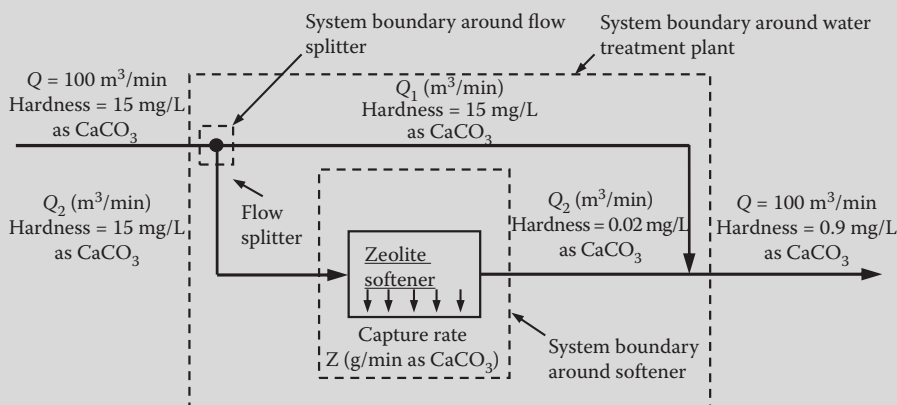 System boundary around flow
splitter
System boundary around water
treatment plant
Q = 100 m³/min
Hardness = 15 mg/L
as CaCO₃
Q₁ (m³/min)
Hardness = 15 mg/L
as CaCO₃
Q₂ (m³/min)
Hardness = 15 mg/L
as CaCO₃
Flow
splitter
Q₂ (m³/min)
Hardness = 0.02 mg/L
as CaCO₃
Q = 100 m³/min
Hardness = 0.9 mg/L
as CaCO₃
Zeolite
softener
Capture rate
Z (g/min as CaCO₃)
System boundary
around softener